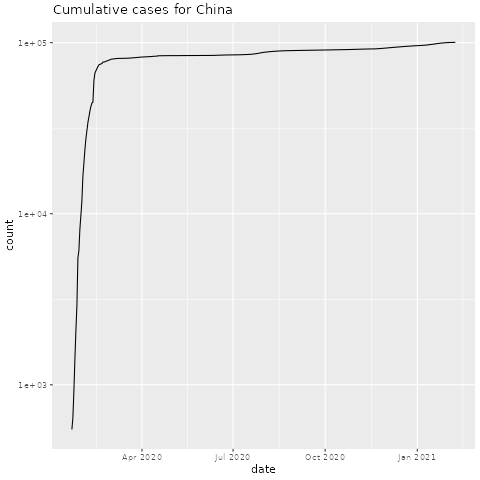 Cumulative cases for China
1e+05
1e+04
1e+03
count
Apr 2020
Jul 2020
Oct 2020
Jan 2021
date